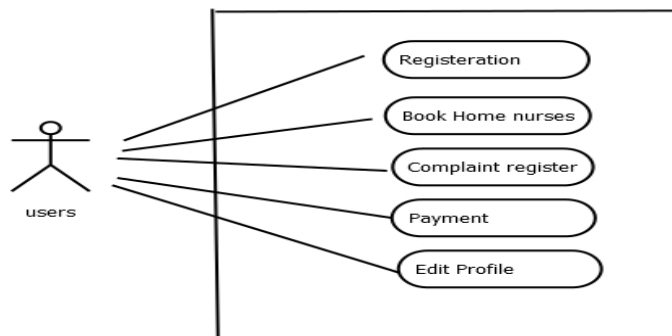 Registeration
Book Home nurses
Complaint register
users
Payment
Edit Profile